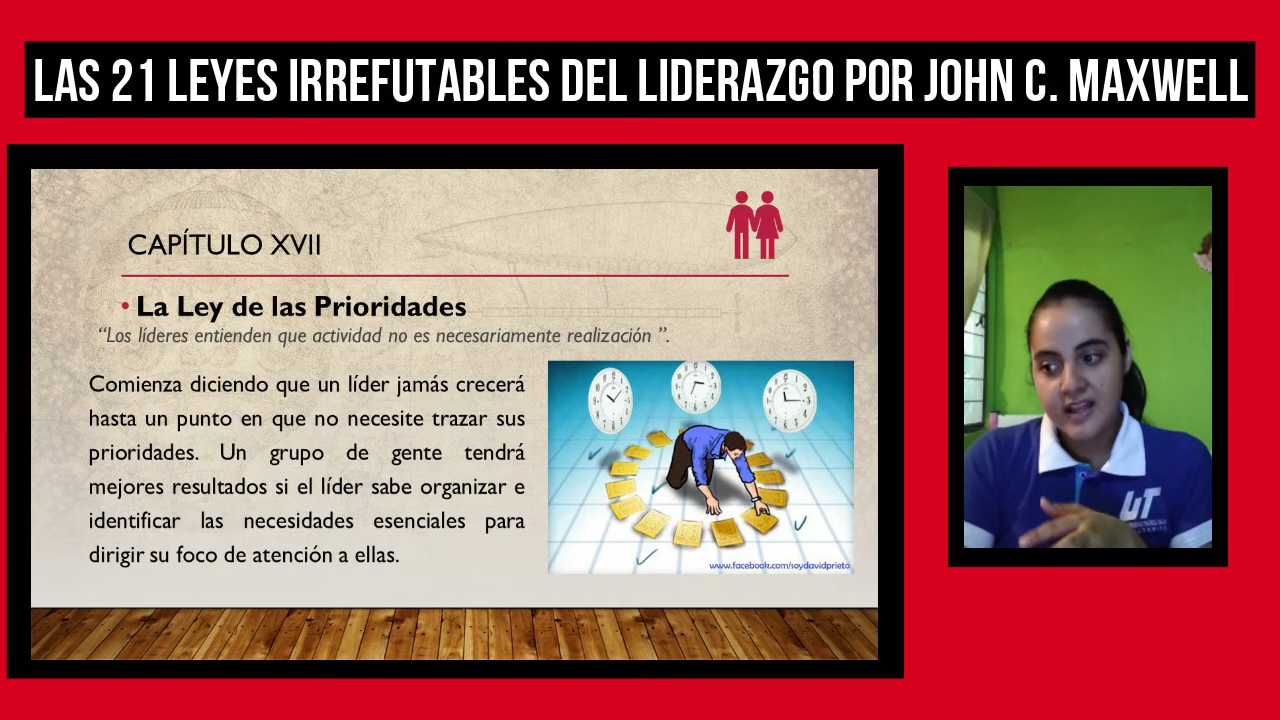 LAS 21 LEYES IRREFUTABLES DEL LIDERAZGO POR JOHN C. MAXWELL
CAPÍTULO XVII
• La Ley de las Prioridades
“Los líderes entienden que actividad no es necesariamente realización ”.
Comienza diciendo que un líder jamás crecerá
hasta un punto en que no necesite trazar sus
prioridades. Un grupo de gente tendrá
mejores resultados si el líder sabe organizar e
identificar las necesidades esenciales para
dirigir su foco de atención a ellas.
www.facebook.com/soydavidprieto
UT